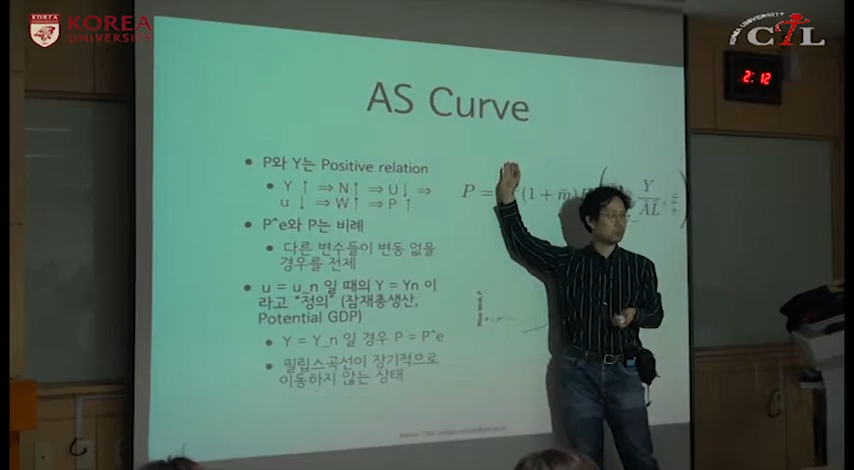 KOREA
UNIVERSITY
KOREA UNIVERSITY
CTL
2:12
AS Curve
• P와 Y는 Positive relation
• Y ↑ ⇒ N↑ ⇒ U↓ ⇒
u ↓ ⇒ W↑ ⇒ P ↑
• P^e와 P는 비례
• 다른 변수들이 변동 없을
경우를 전제
• u = u_n 일 때의 Y = Yn 이
라고 "정의" (잠재총생산,
Potential GDP)
• Y = Y_n 일 경우 P = P^e
• 필립스곡선이 장기적으로
이동하지 않는 상태
P =
(1 + m̄)
Y
AL̄